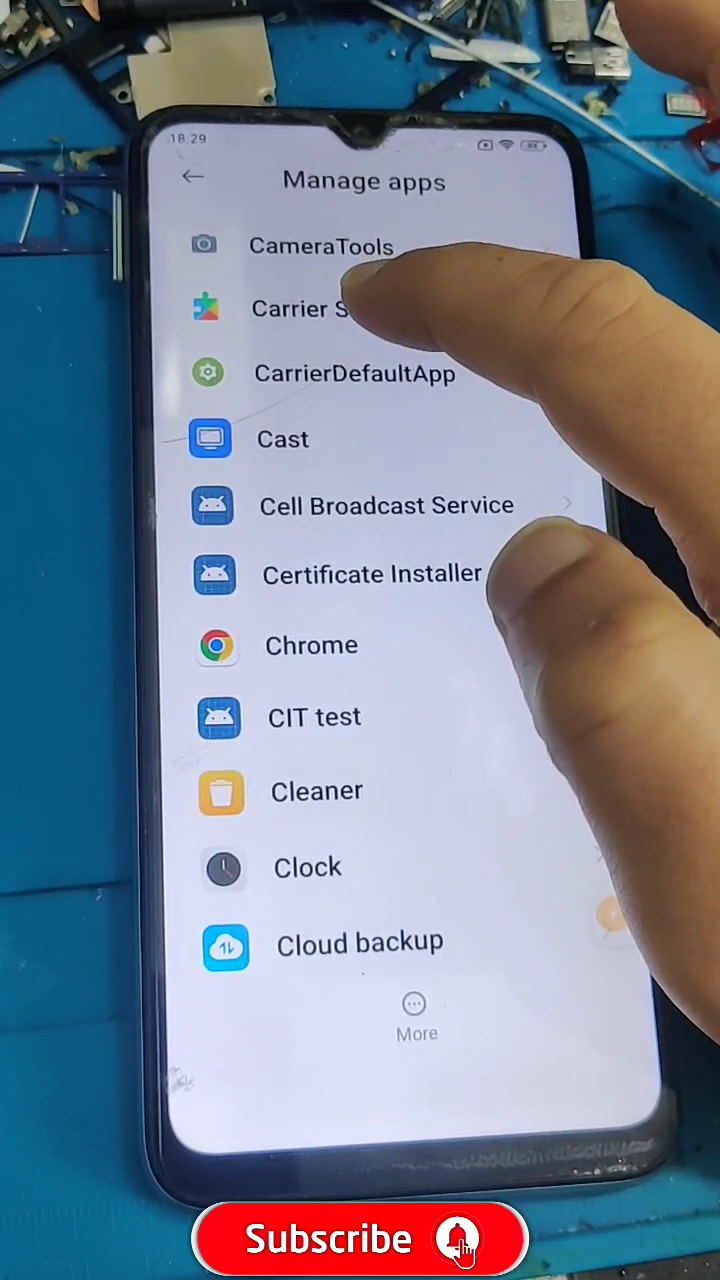 18:29
Manage apps
CameraTools
Carrier S
CarrierDefaultApp
Cast
Cell Broadcast Service
Certificate Installer
Chrome
CIT test
Cleaner
Clock
Cloud backup
More
Subscribe